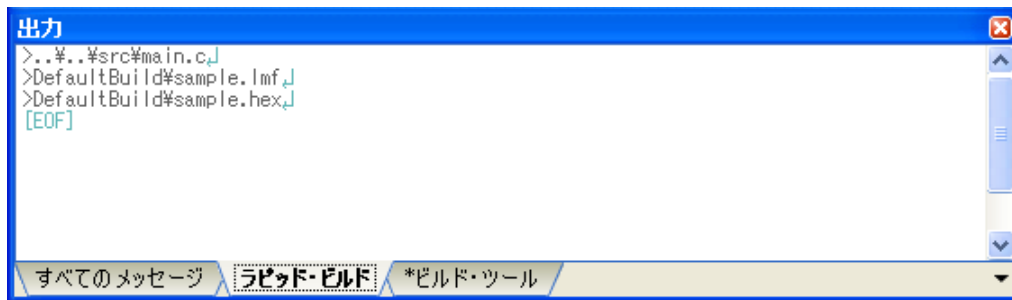 出力
>..¥..¥src¥main.c↲
>DefaultBuild¥sample.lmf↲
>DefaultBuild¥sample.hex↲
[EOF]
すべてのメッセージ ラピッド・ビルド *ビルド・ツール